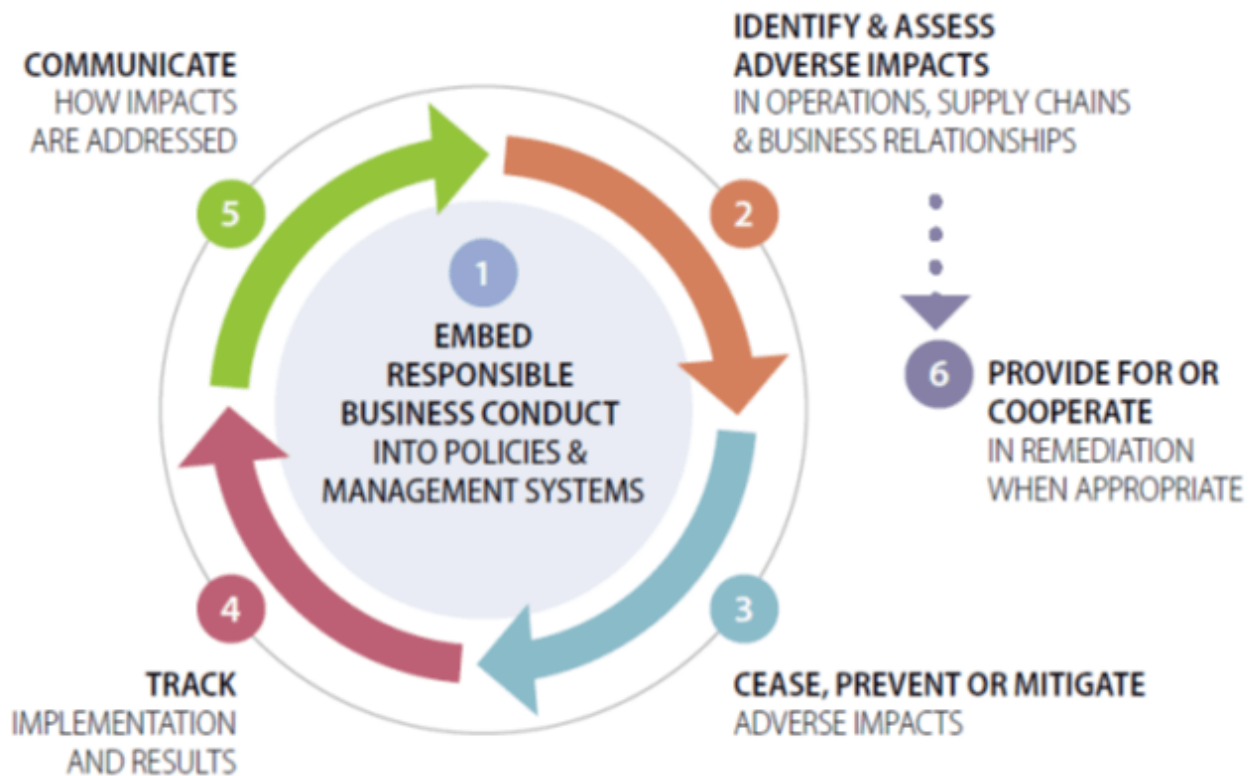 1
EMBED
RESPONSIBLE
BUSINESS CONDUCT
INTO POLICIES &
MANAGEMENT SYSTEMS
2
IDENTIFY & ASSESS
ADVERSE IMPACTS
IN OPERATIONS, SUPPLY CHAINS
& BUSINESS RELATIONSHIPS
3
CEASE, PREVENT OR MITIGATE
ADVERSE IMPACTS
4
TRACK
IMPLEMENTATION
AND RESULTS
5
COMMUNICATE
HOW IMPACTS
ARE ADDRESSED
6
PROVIDE FOR OR
COOPERATE
IN REMEDIATION
WHEN APPROPRIATE